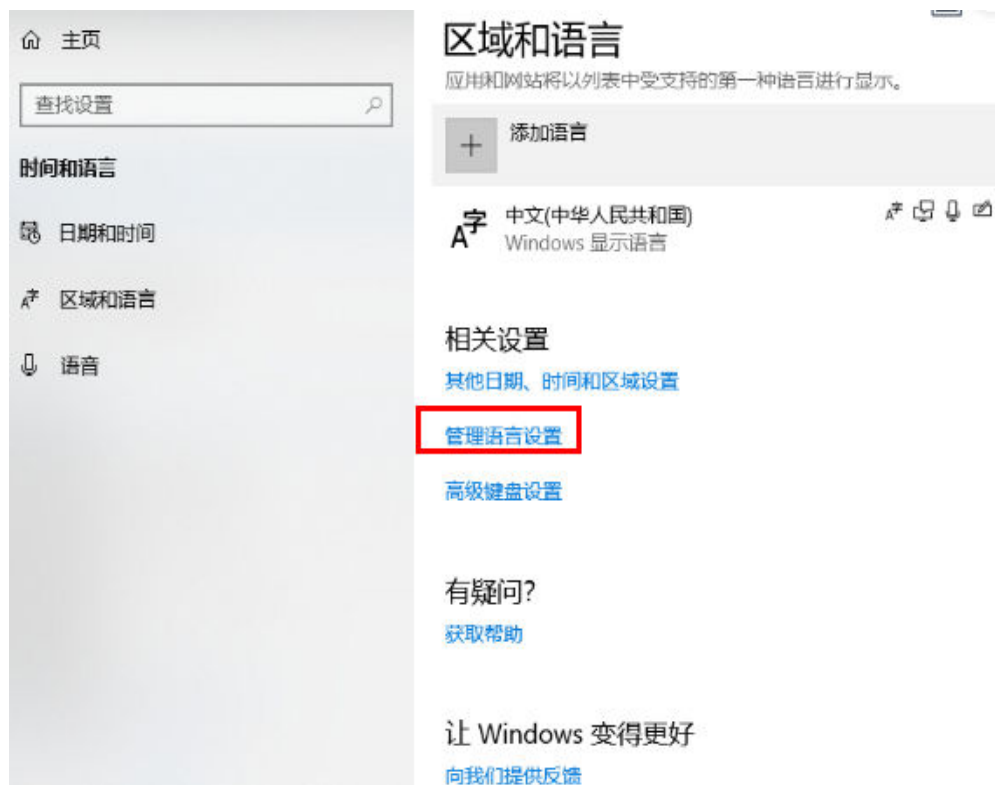 主页
查找设置
时间和语言
日期和时间
区域和语言
语音
区域和语言
应用和网站将以列表中受支持的第一种语言进行显示。
添加语言
中文(中华人民共和国)
Windows 显示语言
相关设置
其他日期、时间和区域设置
管理语言设置
高级键盘设置
有疑问?
获取帮助
让 Windows 变得更好
向我们提供反馈